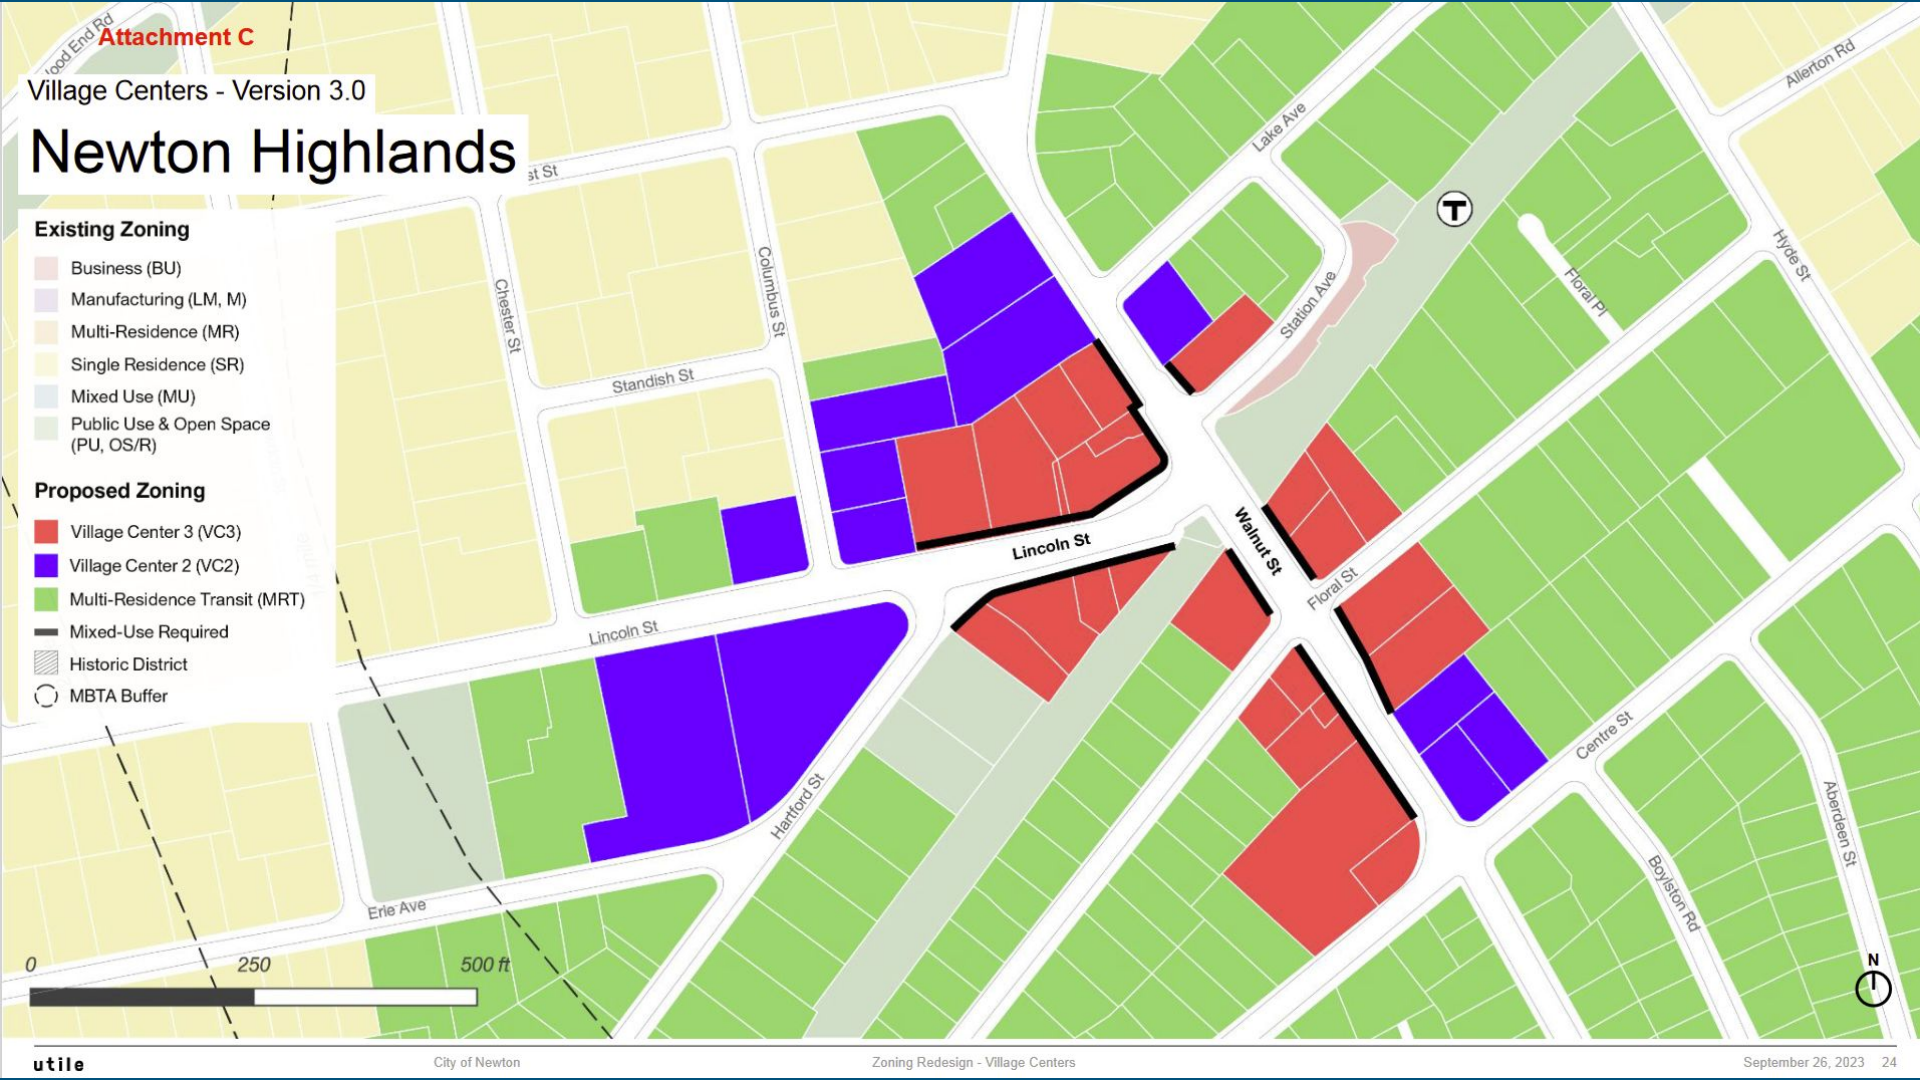 Attachment C
Village Centers - Version 3.0
Newton Highlands
Existing Zoning
Business (BU)
Manufacturing (LM, M)
Multi-Residence (MR)
Single Residence (SR)
Mixed Use (MU)
Public Use & Open Space
(PU, OS/R)
Proposed Zoning
Village Center 3 (VC3)
Village Center 2 (VC2)
Multi-Residence Transit (MRT)
Mixed-Use Required
Historic District
MBTA Buffer
ood End Rd
st St
Chester St
Columbus St
Standish St
Lincoln St
Lincoln St
Walnut St
Lake Ave
Station Ave
T
Allerton Rd
Hyde St
Floral Pl
Floral St
Centre St
Aberdeen St
Boylston Rd
Hartford St
Erie Ave
0 250 500 ft
N
utile City of Newton Zoning Redesign - Village Centers September 26, 2023 24